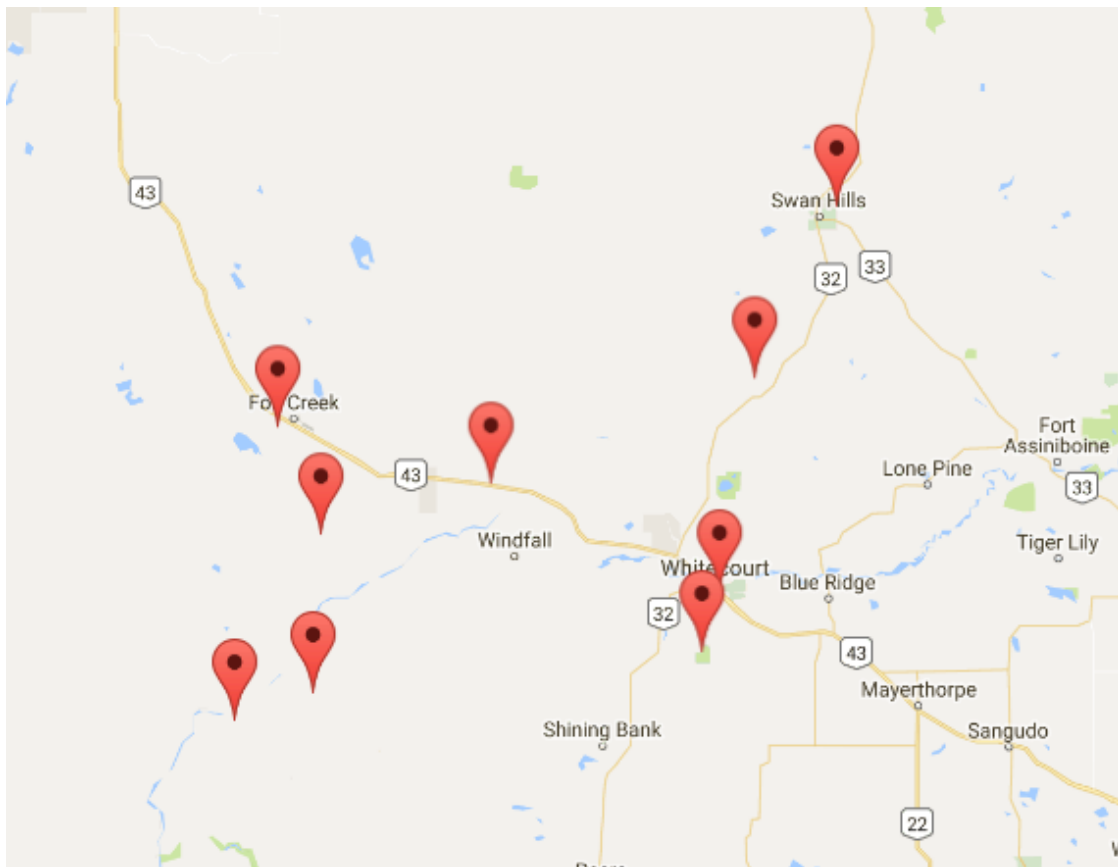 43
Swan Hills
33
32
Fox Creek
43
Fort
Assiniboine
Lone Pine
33
Windfall
Tiger Lily
Whitecourt
Blue Ridge
32
43
Mayerthorpe
Shining Bank
Sangudo
22